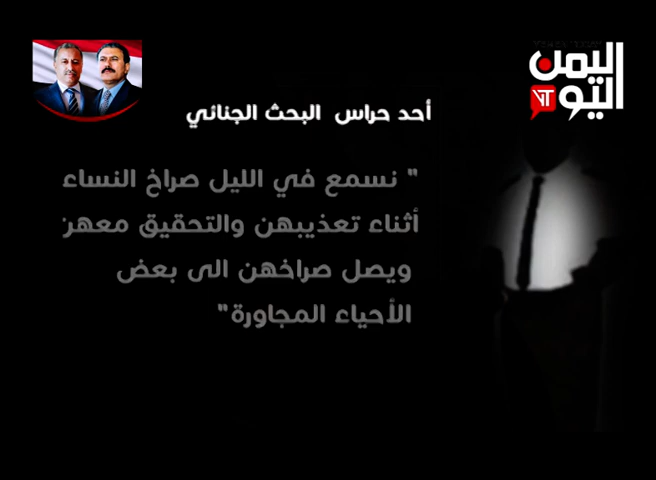 اليمن
اليوم
أحد حراس البحث الجنائي
" نسمع في الليل صراخ النساء
أثناء تعذيبهن والتحقيق معهن
ويصل صراخهن الى بعض
الأحياء المجاورة"